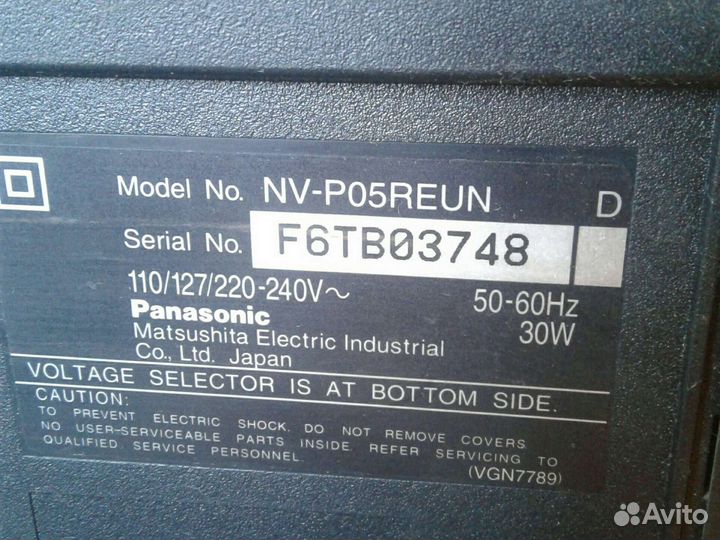 Model No. NV-P05REUN D
Serial No. F6TB03748
110/127/220-240V～ 50-60Hz
Panasonic 30W
Matsushita Electric Industrial
Co., Ltd. Japan
VOLTAGE SELECTOR IS AT BOTTOM SIDE.
CAUTION:
TO PREVENT ELECTRIC SHOCK, DO NOT REMOVE COVERS
NO USER-SERVICEABLE PARTS INSIDE. REFER SERVICING TO
QUALIFIED SERVICE PERSONNEL
(VGN7789)
Avito